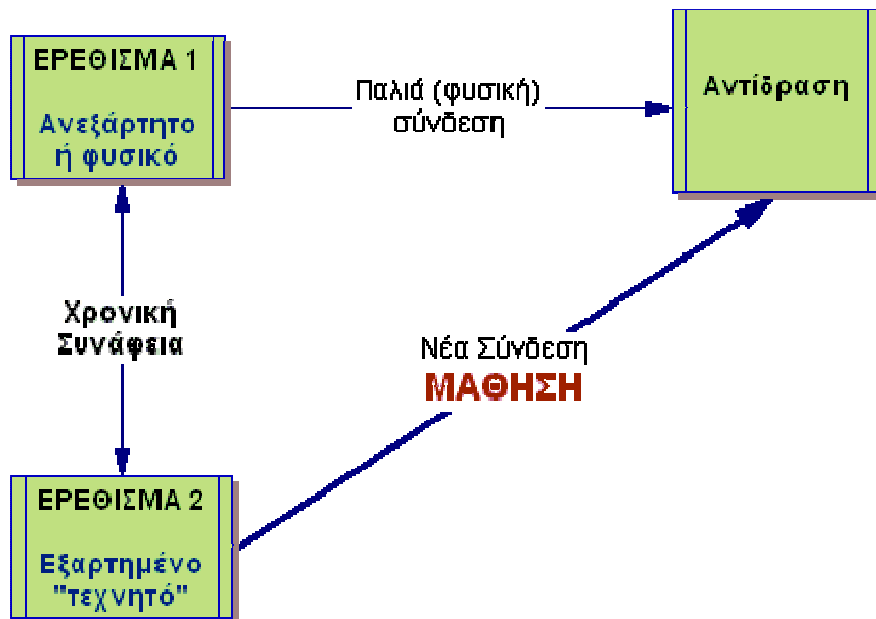 ΕΡΕΘΙΣΜΑ 1
Ανεξάρτητο
ή φυσικό
Παλιά (φυσική)
σύνδεση
Αντίδραση
Χρονική
Συνάφεια
Νέα Σύνδεση
ΜΑΘΗΣΗ
ΕΡΕΘΙΣΜΑ 2
Εξαρτημένο
"τεχνητό"